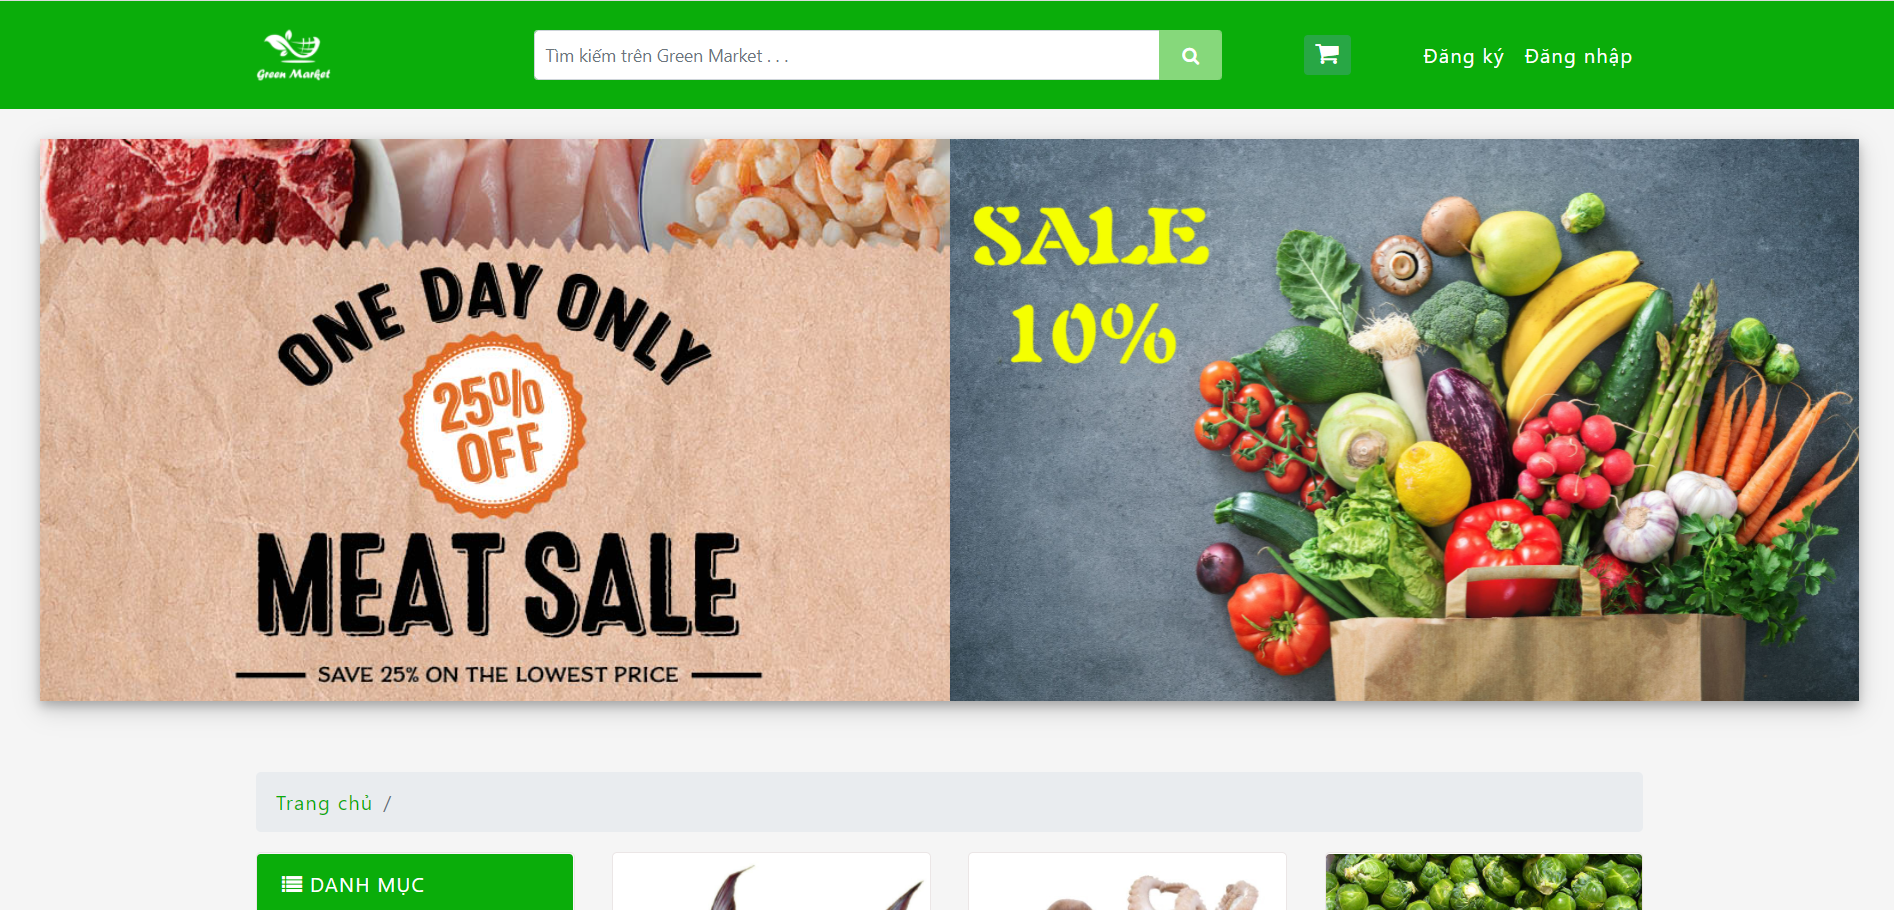 Green Market
Tìm kiếm trên Green Market . . .
Đăng ký
Đăng nhập
ONE DAY ONLY
25%
OFF
MEAT SALE
SAVE 25% ON THE LOWEST PRICE
SALE
10%
Trang chủ /
DANH MỤC